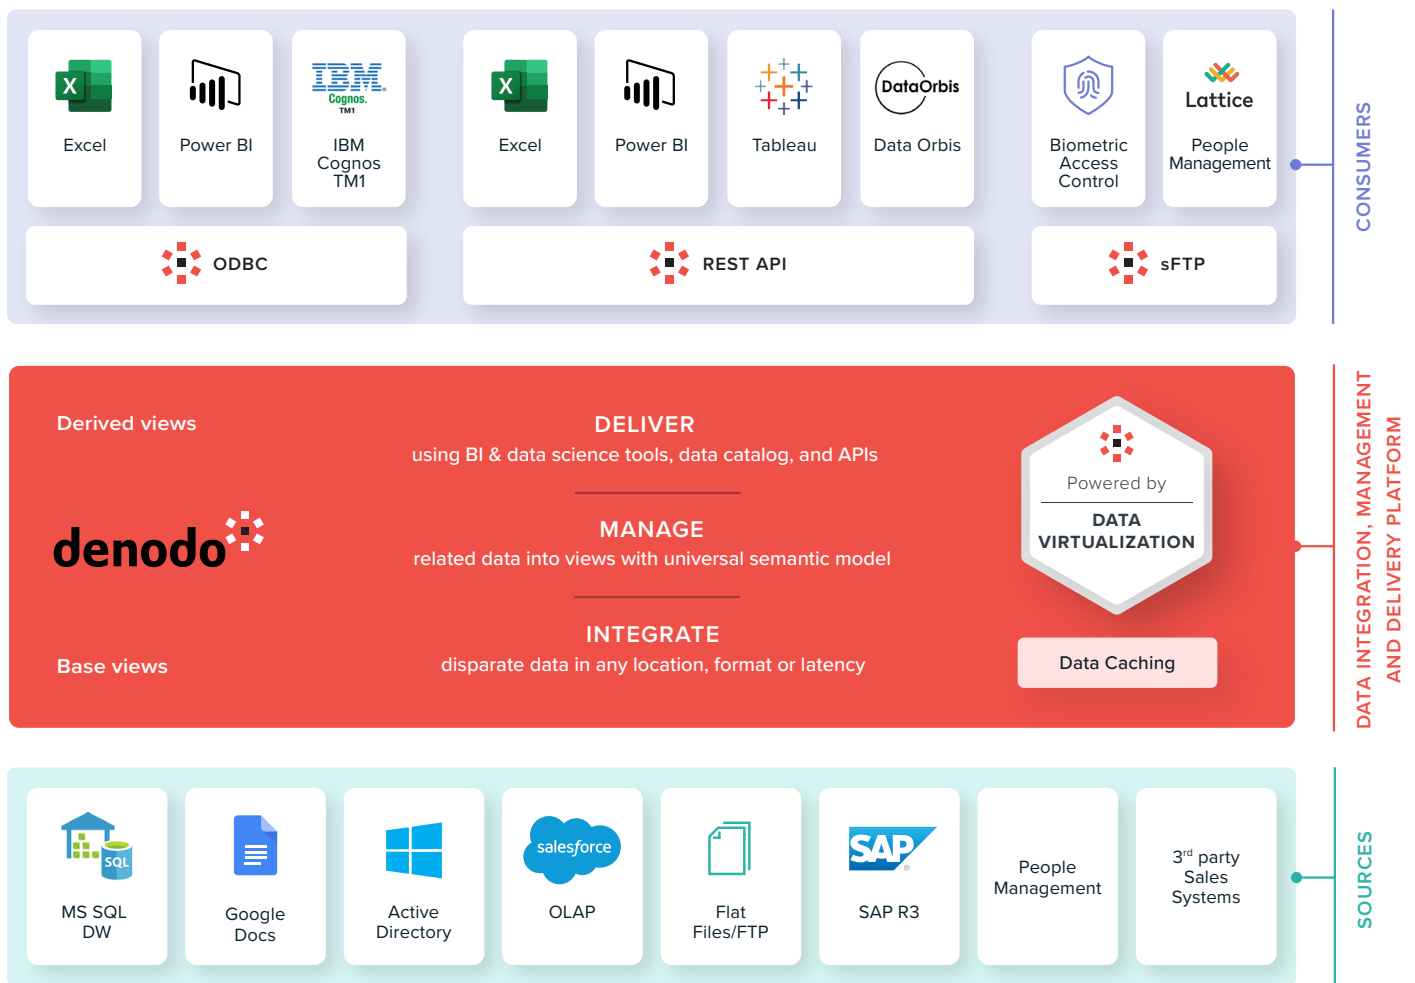 X
IBM
Cognos.
TM1
X
DataOrbis
Lattice
Excel
Power BI
IBM
Cognos
TM1
Excel
Power BI
Tableau
Data Orbis
Biometric
Access
Control
People
Management
ODBC
REST API
sFTP
CONSUMERS
Derived views
denodo
Base views
DELIVER
using BI & data science tools, data catalog, and APIs
MANAGE
related data into views with universal semantic model
INTEGRATE
disparate data in any location, format or latency
Powered by
DATA
VIRTUALIZATION
Data Caching
DATA INTEGRATION, MANAGEMENT
AND DELIVERY PLATFORM
SQL
MS SQL
DW
Google
Docs
Active
Directory
salesforce
OLAP
Flat
Files/FTP
SAP®
SAP R3
People
Management
3rd party
Sales
Systems
SOURCES